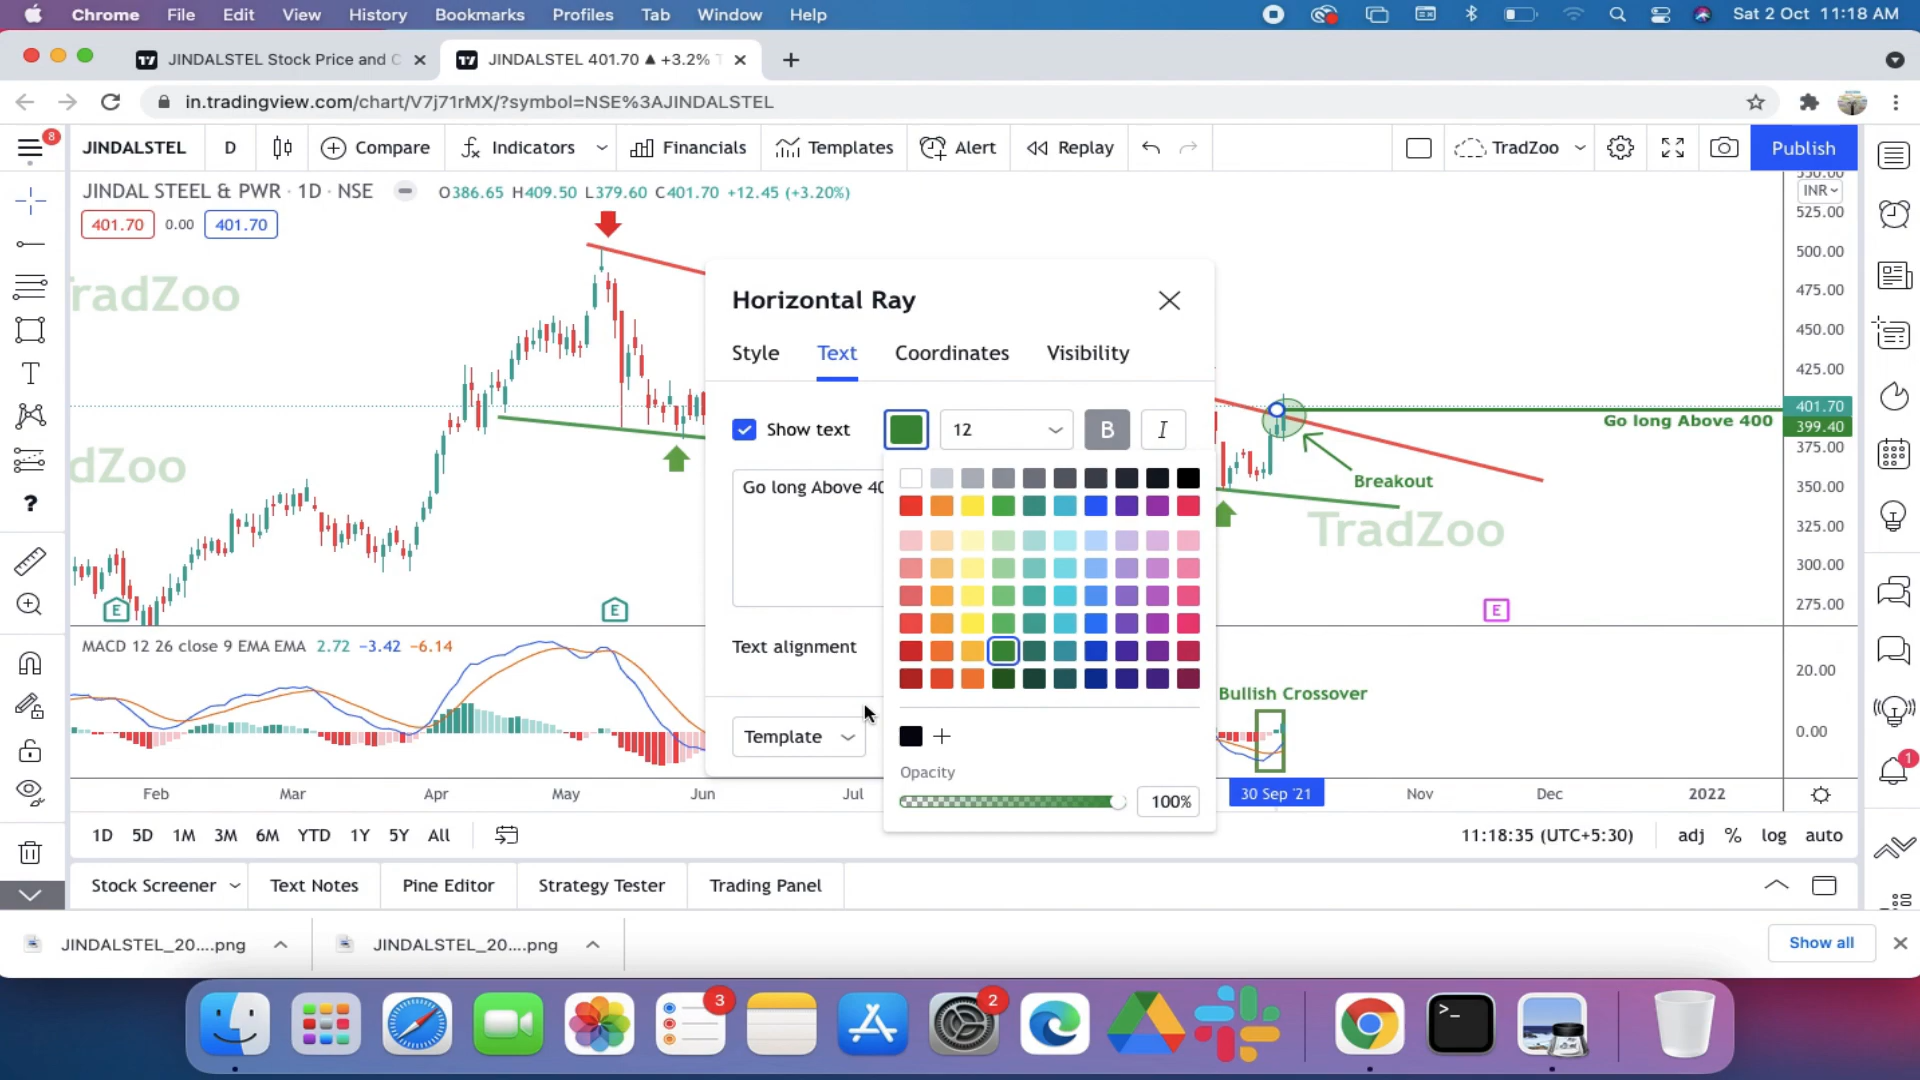 Chrome File Edit View History Bookmarks Profiles Tab Window Help Sat 2 Oct 11:18 AM
JINDALSTEL Stock Price and C JINDALSTEL 401.70 ▲ +3.2% T
in.tradingview.com/chart/V7j71rMX/?symbol=NSE%3AJINDALSTEL
8 JINDALSTEL D Compare Indicators Financials Templates Alert Replay TradZoo Publish
JINDAL STEEL & PWR · 1D · NSE O386.65 H409.50 L379.60 C401.70 +12.45 (+3.20%)
401.70 0.00 401.70
INR
525.00
500.00
475.00
450.00
425.00
401.70
399.40
375.00
350.00
325.00
300.00
275.00
20.00
0.00
radZoo
dZoo
TradZoo
Horizontal Ray
Style Text Coordinates Visibility
Show text 12 B I
Go long Above 40
Text alignment
Template
Opacity
100%
Go long Above 400
Breakout
E E E
MACD 12 26 close 9 EMA EMA 2.72 −3.42 −6.14
Bullish Crossover
Feb Mar Apr May Jun Jul 30 Sep '21 Nov Dec 2022
1D 5D 1M 3M 6M YTD 1Y 5Y All 11:18:35 (UTC+5:30) adj % log auto
Stock Screener Text Notes Pine Editor Strategy Tester Trading Panel
JINDALSTEL_20....png JINDALSTEL_20....png Show all
3 2
1